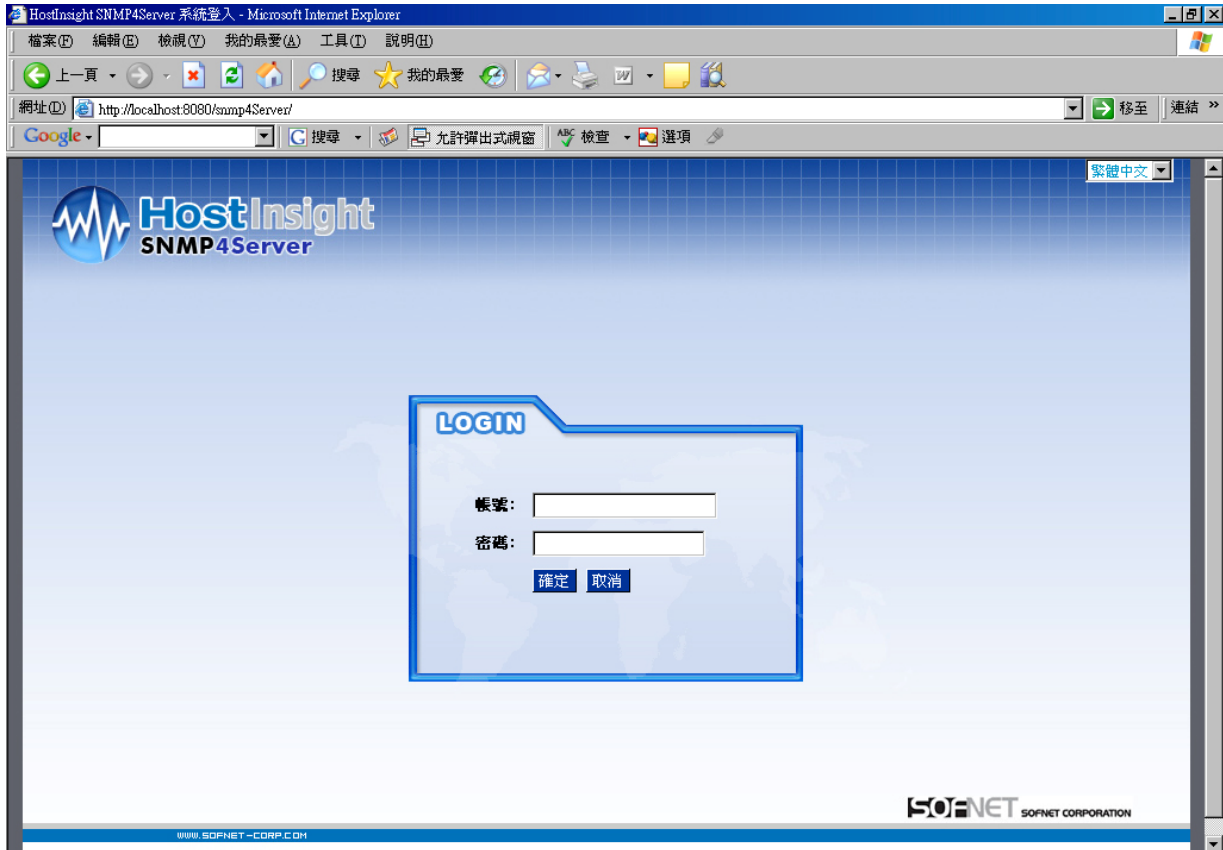 HostInsight SNMP4Server 系統登入 - Microsoft Internet Explorer
檔案(F) 編輯(E) 檢視(V) 我的最愛(A) 工具(T) 說明(H)
上一頁 搜尋 我的最愛
網址(D) http://localhost:8080/snmp4Server/ 移至 連結 »
Google 搜尋 允許彈出式視窗 ABC 檢查 選項
繁體中文
HostInsight
SNMP4Server
LOGIN
帳號:
密碼:
確定 取消
SOFNET SOFNET CORPORATION
WWW.SOFNET-CORP.COM